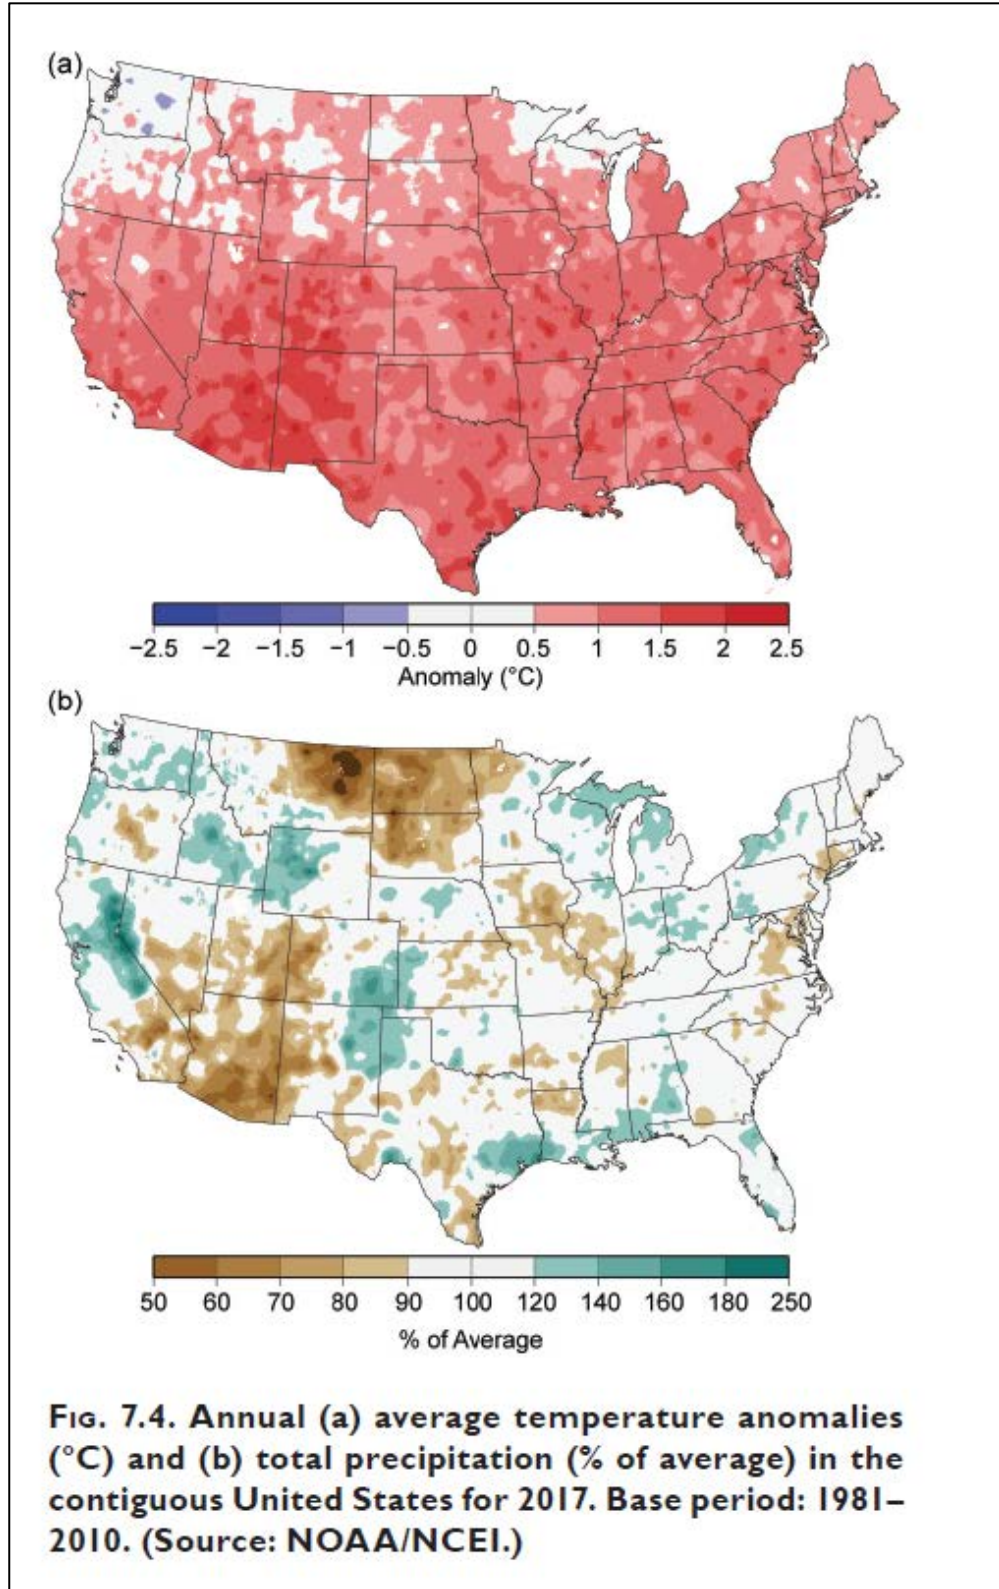 (a)
−2.5 −2 −1.5 −1 −0.5 0 0.5 1 1.5 2 2.5
Anomaly (°C)
(b)
50 60 70 80 90 100 120 140 160 180 250
% of Average
Fig. 7.4. Annual (a) average temperature anomalies
(°C) and (b) total precipitation (% of average) in the
contiguous United States for 2017. Base period: 1981–
2010. (Source: NOAA/NCEI.)